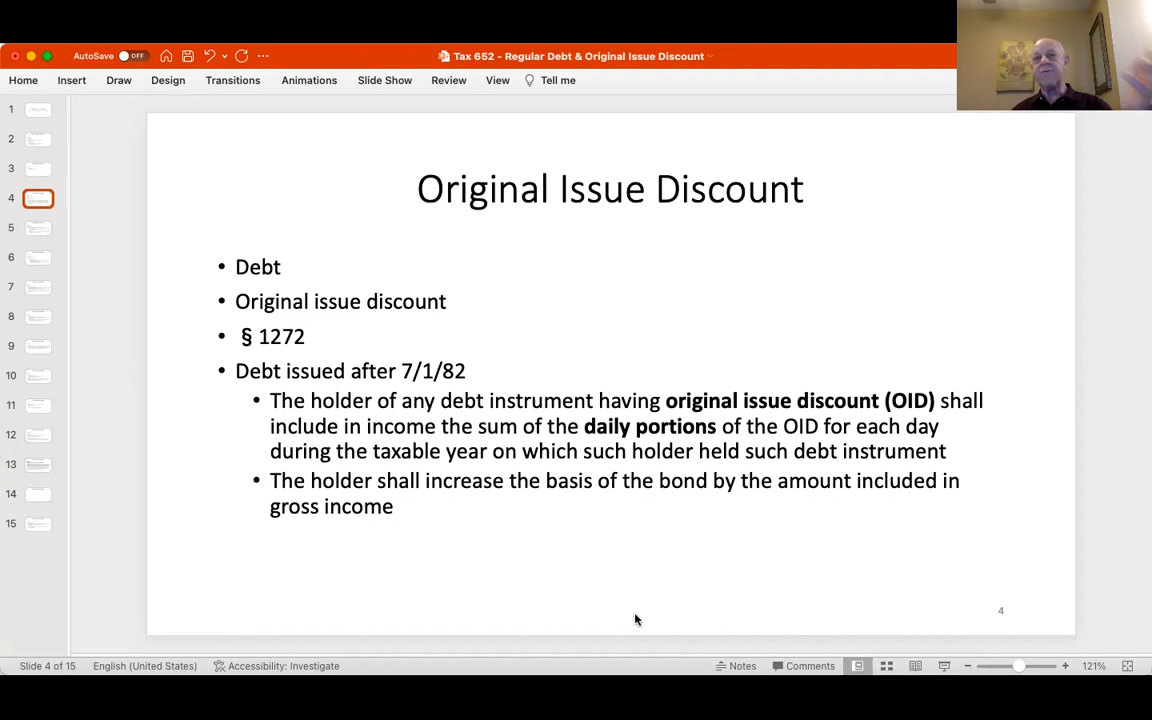 AutoSave OFF
Tax 652 - Regular Debt & Original Issue Discount
Home Insert Draw Design Transitions Animations Slide Show Review View Tell me
1
2
3
4
5
6
7
8
9
10
11
12
13
14
15
Original Issue Discount
• Debt
• Original issue discount
• § 1272
• Debt issued after 7/1/82
• The holder of any debt instrument having original issue discount (OID) shall
include in income the sum of the daily portions of the OID for each day
during the taxable year on which such holder held such debt instrument
• The holder shall increase the basis of the bond by the amount included in
gross income
4
Slide 4 of 15 English (United States) Accessibility: Investigate Notes Comments 121%